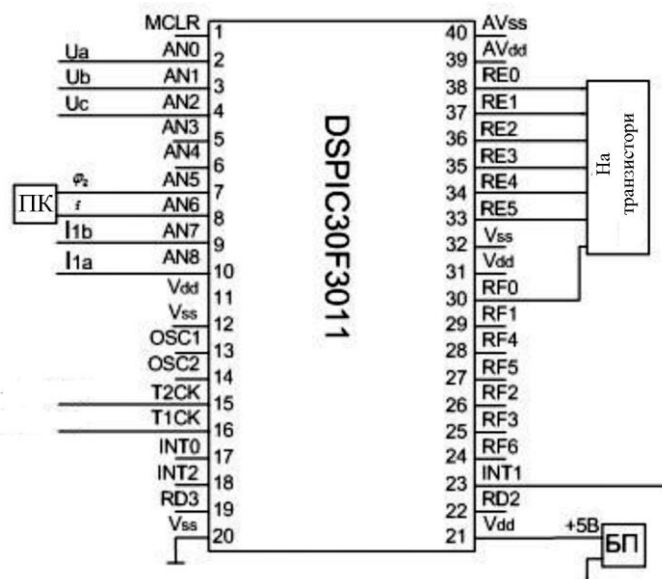 MCLR 1
Ua AN0 2
Ub AN1 3
Uc AN2 4
AN3 5
AN4 6
ПК
φ₂ AN5 7
f AN6 8
I1b AN7 9
I1a AN8 10
Vdd 11
Vss 12
OSC1 13
OSC2 14
T2CK 15
T1CK 16
INT0 17
INT2 18
RD3 19
Vss 20
DSPIC30F3011
40 AVss
39 AVdd
38 RE0
37 RE1
36 RE2
35 RE3
34 RE4
33 RE5
32 Vss
31 Vdd
30 RF0
29 RF1
28 RF4
27 RF5
26 RF2
25 RF3
24 RF6
23 INT1
22 RD2
21 Vdd +5В
На
транзистори
БП